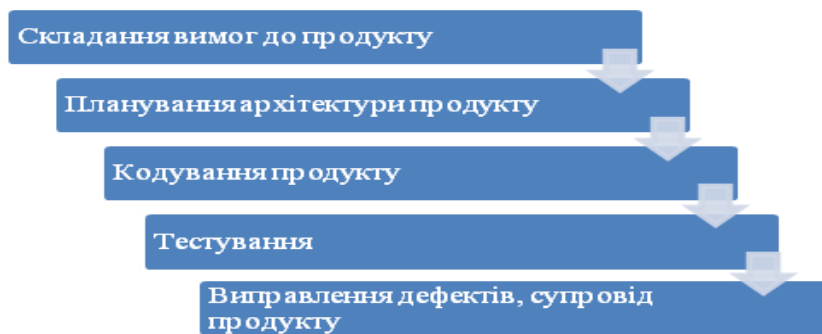 Складання вимог до продукту
Планування архітектури продукту
Кодування продукту
Тестування
Виправлення дефектів, супровід
продукту